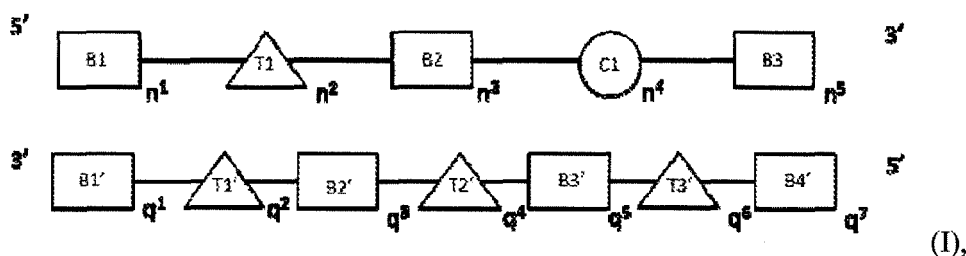 5′ B1 n¹ T1 n² B2 n³ C1 n⁴ B3 n⁵ 3′
3′ B1′ q¹ T1′ q² B2′ q³ T2′ q⁴ B3′ q⁵ T3′ q⁶ B4′ q⁷ 5′
(I),